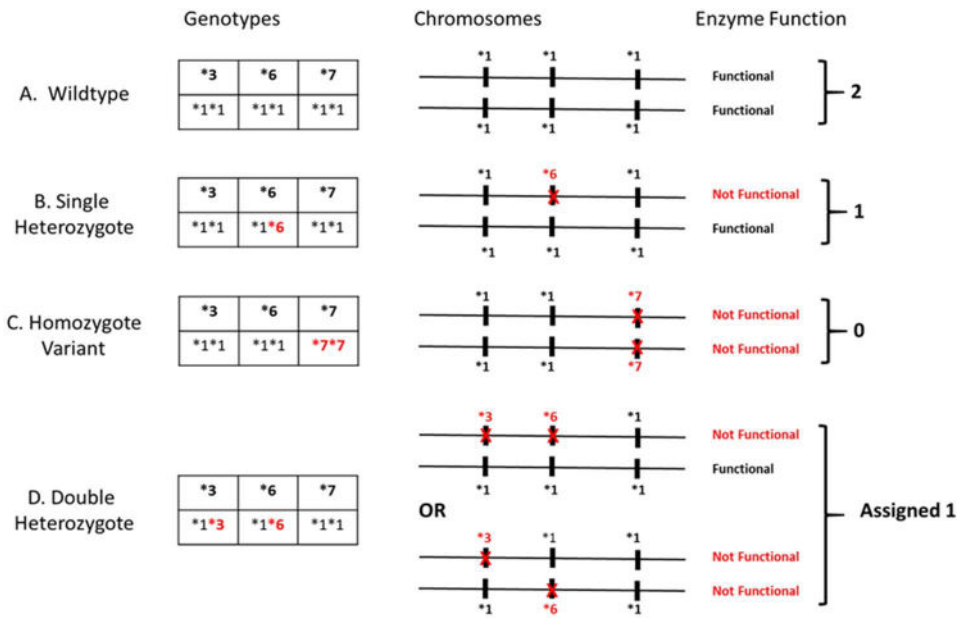 Genotypes Chromosomes Enzyme Function
*1 *1 *1
*3 *6 *7
Functional
A. Wildtype
2
*1*1 *1*1 *1*1
Functional
*1 *1 *1
*1 *6 *1
*3 *6 *7
Not Functional
B. Single
Heterozygote
1
*1*1 *1*6 *1*1
Functional
*1 *1 *1
*1 *1 *7
*3 *6 *7
Not Functional
C. Homozygote
Variant
0
*1*1 *1*1 *7*7
Not Functional
*1 *1 *7
*3 *6 *1
Not Functional
Functional
*3 *6 *7
*1 *1 *1
D. Double
Heterozygote
OR
Assigned 1
*1*3 *1*6 *1*1
*3 *1 *1
Not Functional
Not Functional
*1 *6 *1